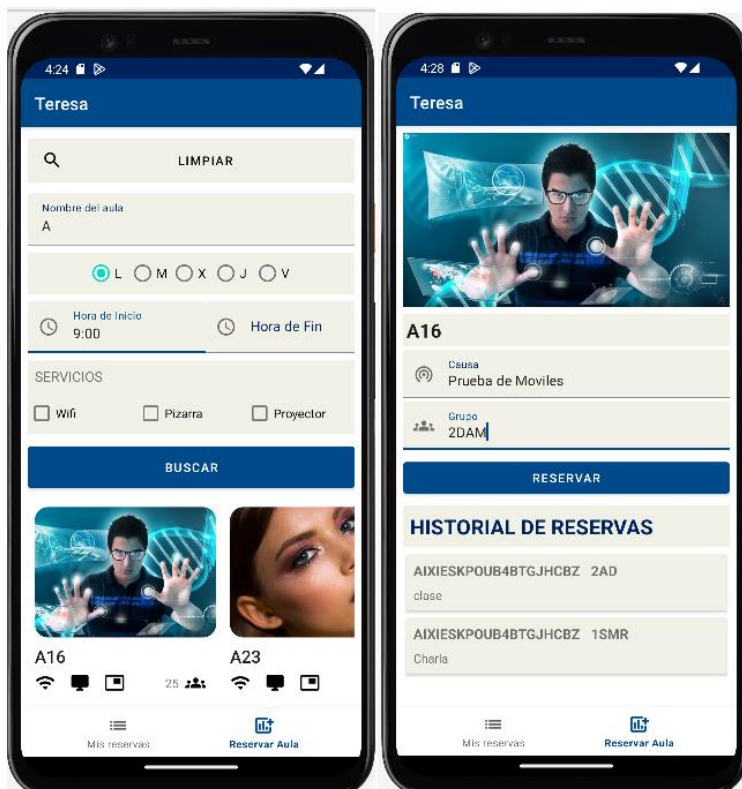 4:24
Teresa
LIMPIAR
Nombre del aula
A
L M X J V
Hora de Inicio
9:00
Hora de Fin
SERVICIOS
Wifi Pizarra Proyector
BUSCAR
A16
A23
25
Mis reservas
Reservar Aula
4:28
Teresa
A16
Causa
Prueba de Moviles
Grupo
2DAM
RESERVAR
HISTORIAL DE RESERVAS
AIXIESKPOUB4BTGJHCBZ 2AD
clase
AIXIESKPOUB4BTGJHCBZ 1SMR
Charla
Mis reservas
Reservar Aula